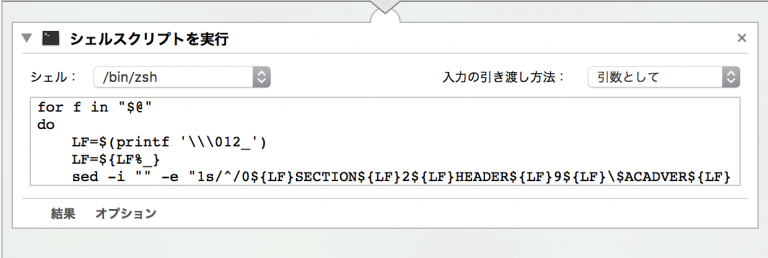 シェルスクリプトを実行
シェル： /bin/zsh 入力の引き渡し方法： 引数として
for f in "$@"
do
    LF=$(printf '\\\012_')
    LF=${LF%_}
    sed -i "" -e "1s/^/0${LF}SECTION${LF}2${LF}HEADER${LF}9${LF}\$ACADVER${LF}
結果 オプション